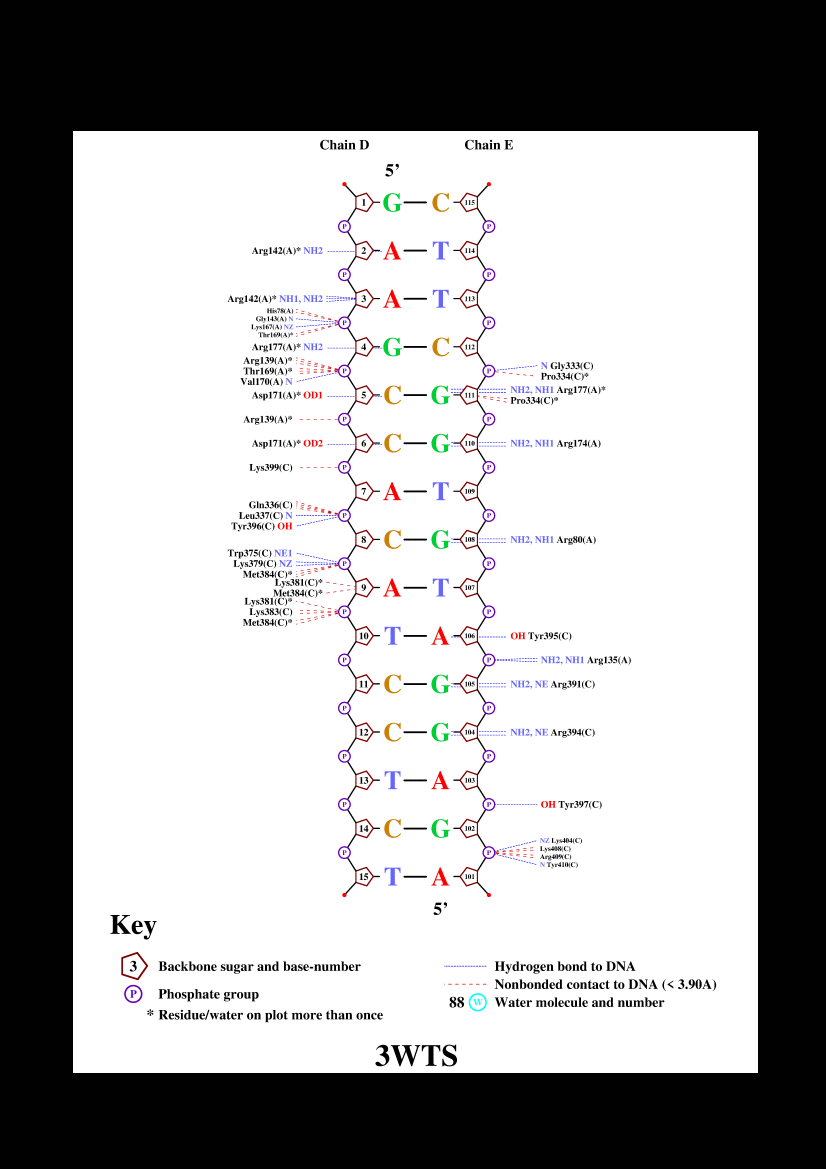 Chain D Chain E
5’
1 G C 115
P P
Arg142(A)* NH2 2 A T 114
P P
Arg142(A)* NH1, NH2 3 A T 113
His78(A)
Gly143(A) N
P P
Lys167(A) NZ
Thr169(A)*
Arg177(A)* NH2 4 G C 112
Arg139(A)*
N Gly333(C)
Thr169(A)* P P
Pro334(C)*
Val170(A) N
NH2, NH1 Arg177(A)*
Asp171(A)* OD1 5 C G 111
Pro334(C)*
Arg139(A)* P P
Asp171(A)* OD2 6 C G 110 NH2, NH1 Arg174(A)
Lys399(C) P P
7 A T 109
Gln336(C)
Leu337(C) N P P
Tyr396(C) OH
8 C G 108 NH2, NH1 Arg80(A)
Trp375(C) NE1
Lys379(C) NZ P P
Met384(C)*
Lys381(C)*
9 A T 107
Met384(C)*
Lys381(C)*
Lys383(C) P P
Met384(C)*
10 T A 106 OH Tyr395(C)
P P NH2, NH1 Arg135(A)
11 C G 105 NH2, NE Arg391(C)
P P
12 C G 104 NH2, NE Arg394(C)
P P
13 T A 103
P P OH Tyr397(C)
14 C G 102
NZ Lys404(C)
Lys408(C)
P P
Arg409(C)
N Tyr410(C)
15 T A 101
5’
Key
3 Backbone sugar and base-number
P Phosphate group
* Residue/water on plot more than once
Hydrogen bond to DNA
Nonbonded contact to DNA (< 3.90A)
88 W Water molecule and number
3WTS